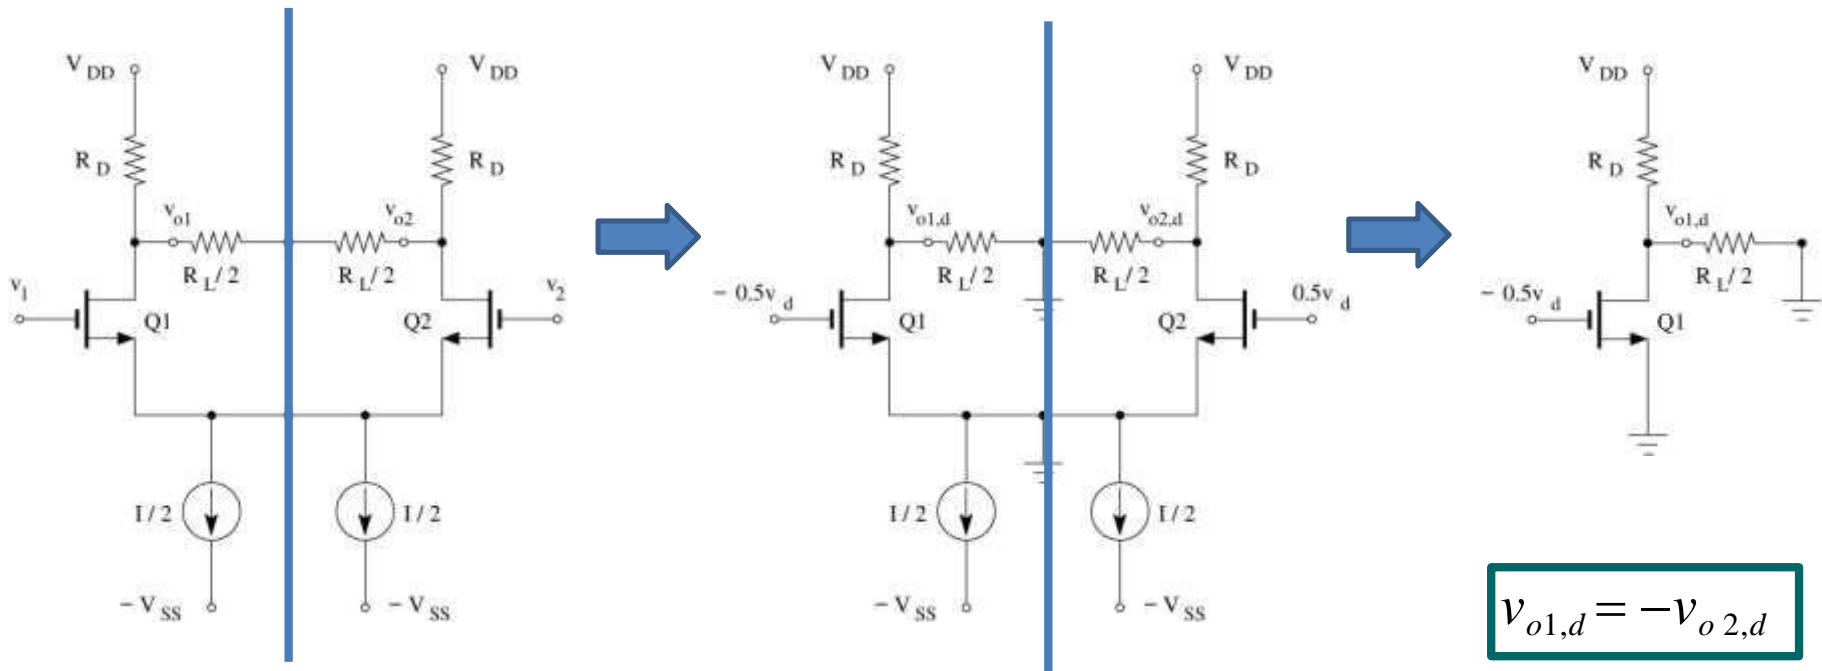 V DD
V DD
R D
R D
v o1
v o2
R L / 2
R L / 2
v 1
v 2
Q1
Q2
I / 2
I / 2
– V SS
– V SS
V DD
V DD
R D
R D
v o1,d
v o2,d
R L / 2
R L / 2
– 0.5v d
0.5v d
Q1
Q2
I / 2
I / 2
– V SS
– V SS
V DD
R D
v o1,d
R L / 2
– 0.5v d
Q1
v o1,d = −v o 2,d